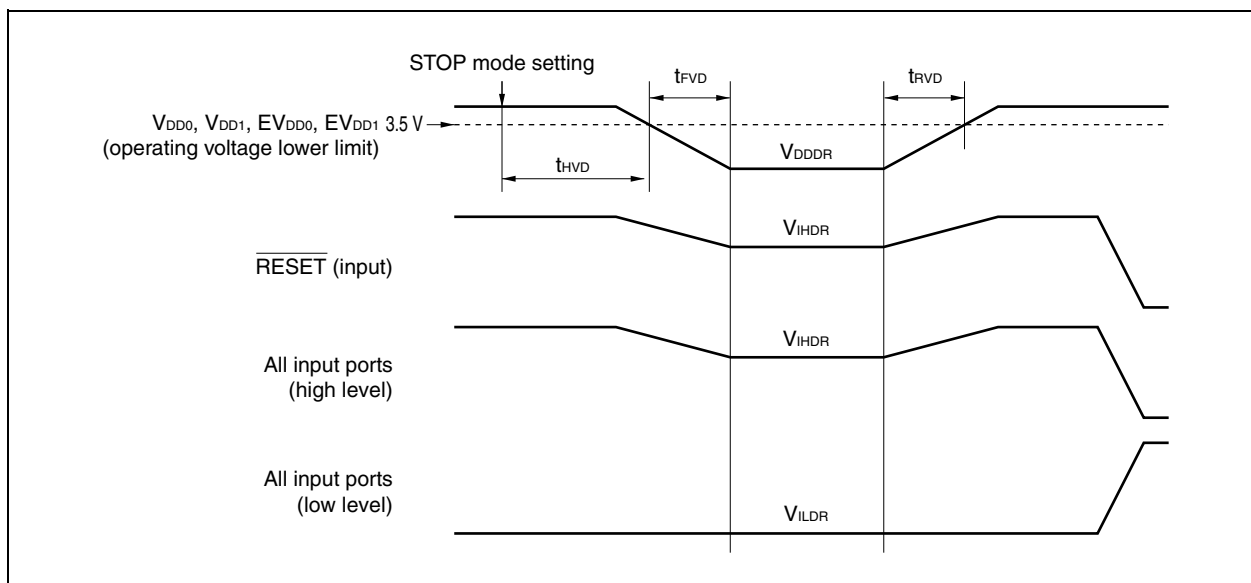 STOP mode setting
tFVD
tRVD
VDD0, VDD1, EVDD0, EVDD1 3.5 V
(operating voltage lower limit)
VDDDR
tHVD
VIHDR
RESET (input)
VIHDR
All input ports
(high level)
All input ports
(low level)
VILDR